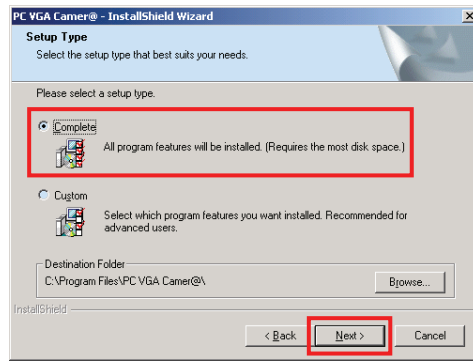 PC VGA Camer@ - InstallShield Wizard
Setup Type
Select the setup type that best suits your needs.
Please select a setup type.
Complete
All program features will be installed. (Requires the most disk space.)
Custom
Select which program features you want installed. Recommended for
advanced users.
Destination Folder
C:\Program Files\PC VGA Camer@\
Browse...
InstallShield
< Back
Next >
Cancel